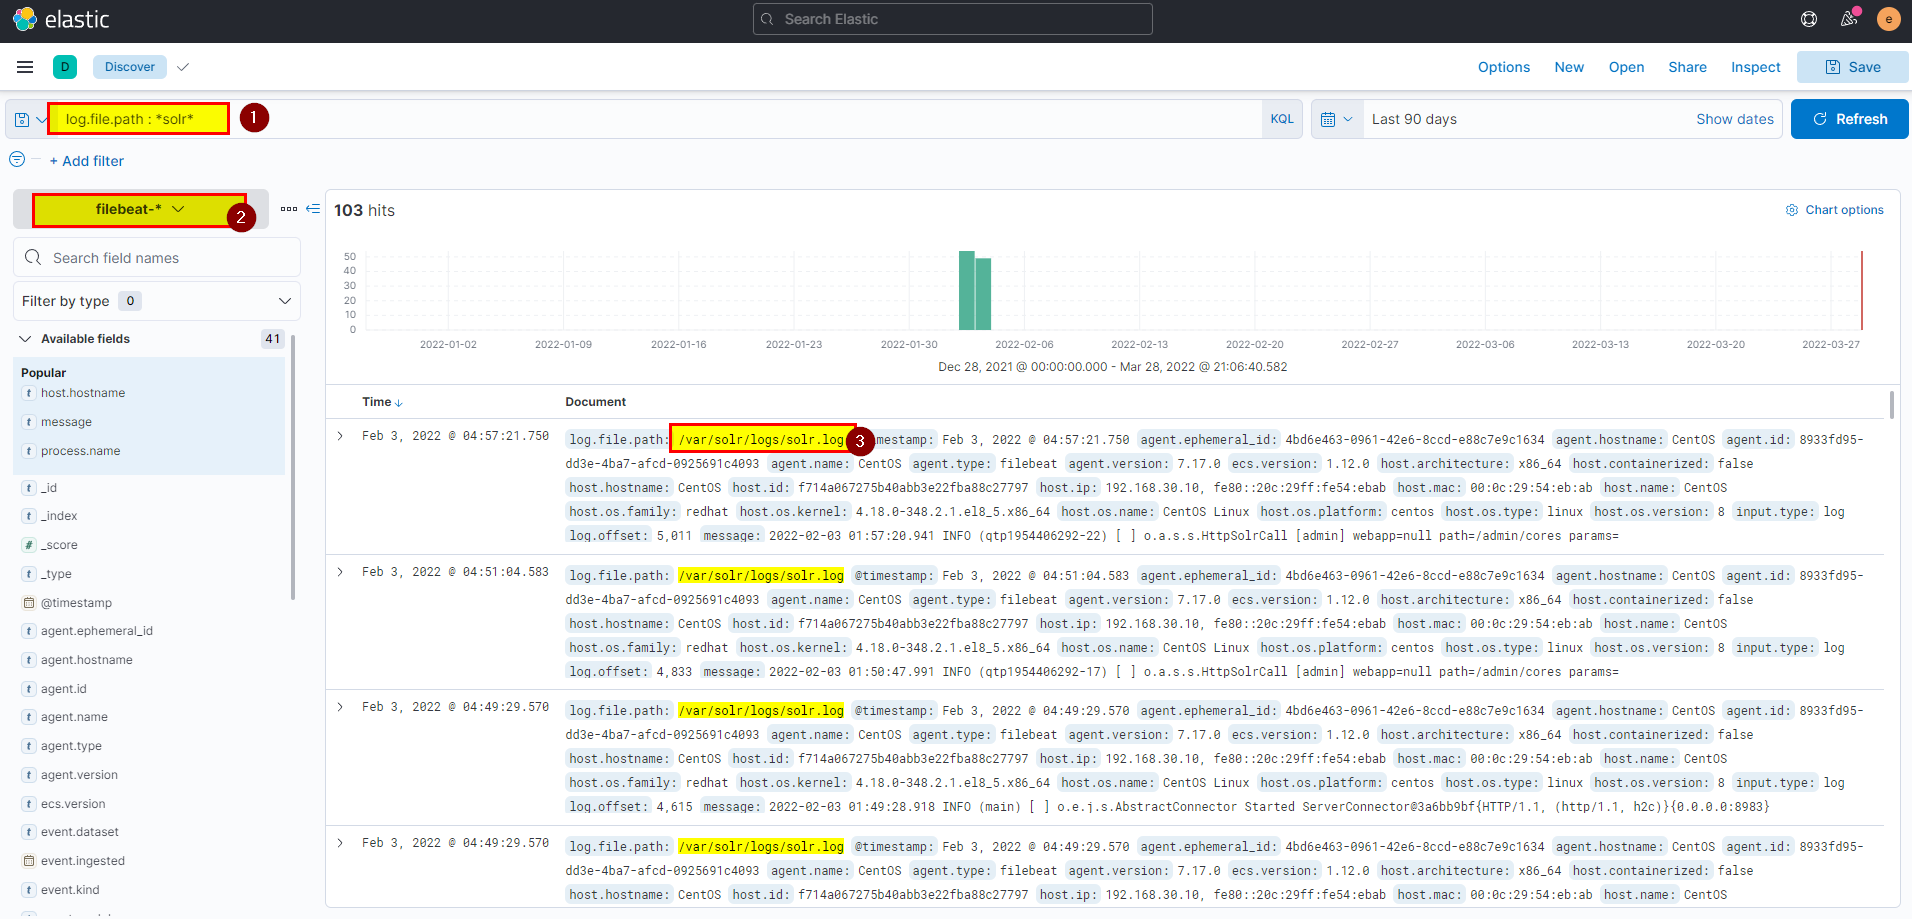 elastic
Search Elastic
e
D
Discover
Options
New
Open
Share
Inspect
Save
log.file.path : *solr*
1
KQL
Last 90 days
Show dates
Refresh
+ Add filter
filebeat-*
2
103 hits
Chart options
Search field names
Filter by type 0
Available fields 41
Popular
t host.hostname
t message
t process.name
t _id
t _index
# _score
t _type
@timestamp
t agent.ephemeral_id
t agent.hostname
t agent.id
t agent.name
t agent.type
t agent.version
t ecs.version
t event.dataset
event.ingested
t event.kind
50
40
30
20
10
0
2022-01-02 2022-01-09 2022-01-16 2022-01-23 2022-01-30 2022-02-06 2022-02-13 2022-02-20 2022-02-27 2022-03-06 2022-03-13 2022-03-20 2022-03-27
Dec 28, 2021 @ 00:00:00.000 - Mar 28, 2022 @ 21:06:40.582
Time Document
Feb 3, 2022 @ 04:57:21.750
log.file.path: /var/solr/logs/solr.log 3 mestamp: Feb 3, 2022 @ 04:57:21.750 agent.ephemeral_id: 4bd6e463-0961-42e6-8ccd-e88c7e9c1634 agent.hostname: CentOS agent.id: 8933fd95-
dd3e-4ba7-afcd-0925691c4093 agent.name: CentOS agent.type: filebeat agent.version: 7.17.0 ecs.version: 1.12.0 host.architecture: x86_64 host.containerized: false
host.hostname: CentOS host.id: f714a067275b40abb3e22fba88c27797 host.ip: 192.168.30.10, fe80::20c:29ff:fe54:ebab host.mac: 00:0c:29:54:eb:ab host.name: CentOS
host.os.family: redhat host.os.kernel: 4.18.0-348.2.1.el8_5.x86_64 host.os.name: CentOS Linux host.os.platform: centos host.os.type: linux host.os.version: 8 input.type: log
log.offset: 5,011 message: 2022-02-03 01:57:20.941 INFO (qtp1954406292-22) [ ] o.a.s.s.HttpSolrCall [admin] webapp=null path=/admin/cores params=
Feb 3, 2022 @ 04:51:04.583
log.file.path: /var/solr/logs/solr.log @timestamp: Feb 3, 2022 @ 04:51:04.583 agent.ephemeral_id: 4bd6e463-0961-42e6-8ccd-e88c7e9c1634 agent.hostname: CentOS agent.id: 8933fd95-
dd3e-4ba7-afcd-0925691c4093 agent.name: CentOS agent.type: filebeat agent.version: 7.17.0 ecs.version: 1.12.0 host.architecture: x86_64 host.containerized: false
host.hostname: CentOS host.id: f714a067275b40abb3e22fba88c27797 host.ip: 192.168.30.10, fe80::20c:29ff:fe54:ebab host.mac: 00:0c:29:54:eb:ab host.name: CentOS
host.os.family: redhat host.os.kernel: 4.18.0-348.2.1.el8_5.x86_64 host.os.name: CentOS Linux host.os.platform: centos host.os.type: linux host.os.version: 8 input.type: log
log.offset: 4,833 message: 2022-02-03 01:50:47.991 INFO (qtp1954406292-17) [ ] o.a.s.s.HttpSolrCall [admin] webapp=null path=/admin/cores params=
Feb 3, 2022 @ 04:49:29.570
log.file.path: /var/solr/logs/solr.log @timestamp: Feb 3, 2022 @ 04:49:29.570 agent.ephemeral_id: 4bd6e463-0961-42e6-8ccd-e88c7e9c1634 agent.hostname: CentOS agent.id: 8933fd95-
dd3e-4ba7-afcd-0925691c4093 agent.name: CentOS agent.type: filebeat agent.version: 7.17.0 ecs.version: 1.12.0 host.architecture: x86_64 host.containerized: false
host.hostname: CentOS host.id: f714a067275b40abb3e22fba88c27797 host.ip: 192.168.30.10, fe80::20c:29ff:fe54:ebab host.mac: 00:0c:29:54:eb:ab host.name: CentOS
host.os.family: redhat host.os.kernel: 4.18.0-348.2.1.el8_5.x86_64 host.os.name: CentOS Linux host.os.platform: centos host.os.type: linux host.os.version: 8 input.type: log
log.offset: 4,615 message: 2022-02-03 01:49:28.918 INFO (main) [ ] o.e.j.s.AbstractConnector Started ServerConnector@3a6bb9bf{HTTP/1.1, (http/1.1, h2c)}{0.0.0.0:8983}
Feb 3, 2022 @ 04:49:29.570
log.file.path: /var/solr/logs/solr.log @timestamp: Feb 3, 2022 @ 04:49:29.570 agent.ephemeral_id: 4bd6e463-0961-42e6-8ccd-e88c7e9c1634 agent.hostname: CentOS agent.id: 8933fd95-
dd3e-4ba7-afcd-0925691c4093 agent.name: CentOS agent.type: filebeat agent.version: 7.17.0 ecs.version: 1.12.0 host.architecture: x86_64 host.containerized: false
host.hostname: CentOS host.id: f714a067275b40abb3e22fba88c27797 host.ip: 192.168.30.10, fe80::20c:29ff:fe54:ebab host.mac: 00:0c:29:54:eb:ab host.name: CentOS